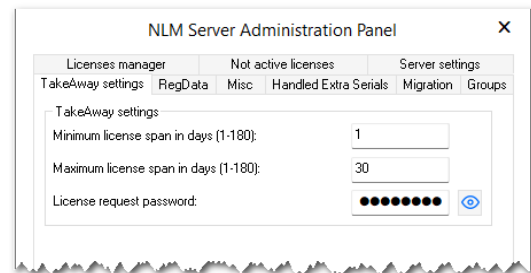 NLM Server Administration Panel
Licenses manager Not active licenses Server settings
TakeAway settings RegData Misc Handled Extra Serials Migration Groups
TakeAway settings
Minimum license span in days (1-180): 1
Maximum license span in days (1-180): 30
License request password: ●●●●●●●●